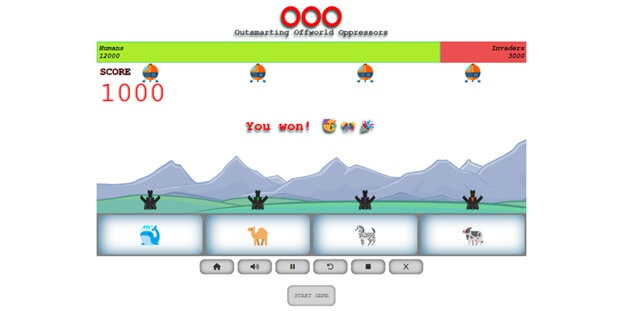 OOO
Outsmarting Offworld Oppressors
Humans
12000
Invaders
3000
SCORE
1000
You won!
START GAME